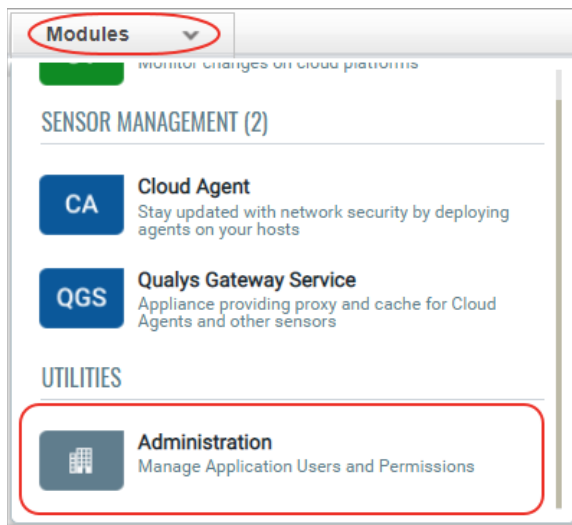 Modules
Monitor changes on cloud platforms
SENSOR MANAGEMENT (2)
CA
Cloud Agent
Stay updated with network security by deploying
agents on your hosts
QGS
Qualys Gateway Service
Appliance providing proxy and cache for Cloud
Agents and other sensors
UTILITIES
Administration
Manage Application Users and Permissions